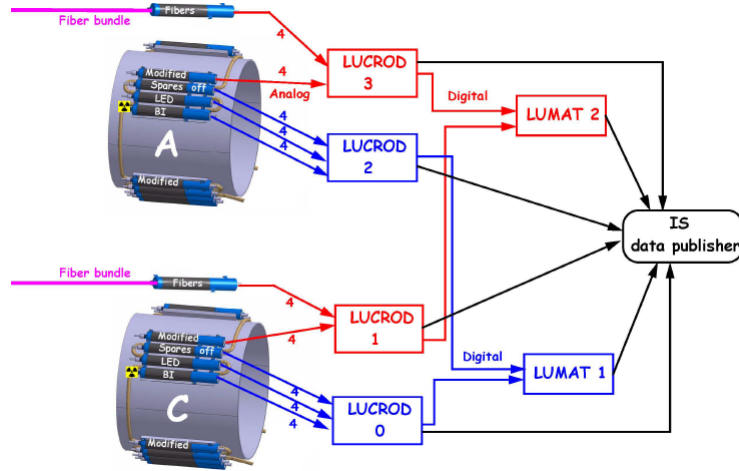 Fiber bundle
Fibers
4
Modified
Spares off
LED
BI
4
Analog
4
4
4
A
Modified
LUCROD
3
LUCROD
2
Digital
LUMAT 2
IS
data publisher
Fiber bundle
Fibers
4
Modified
Spares off
LED
BI
4
4
4
4
C
Modified
LUCROD
1
LUCROD
0
Digital
LUMAT 1